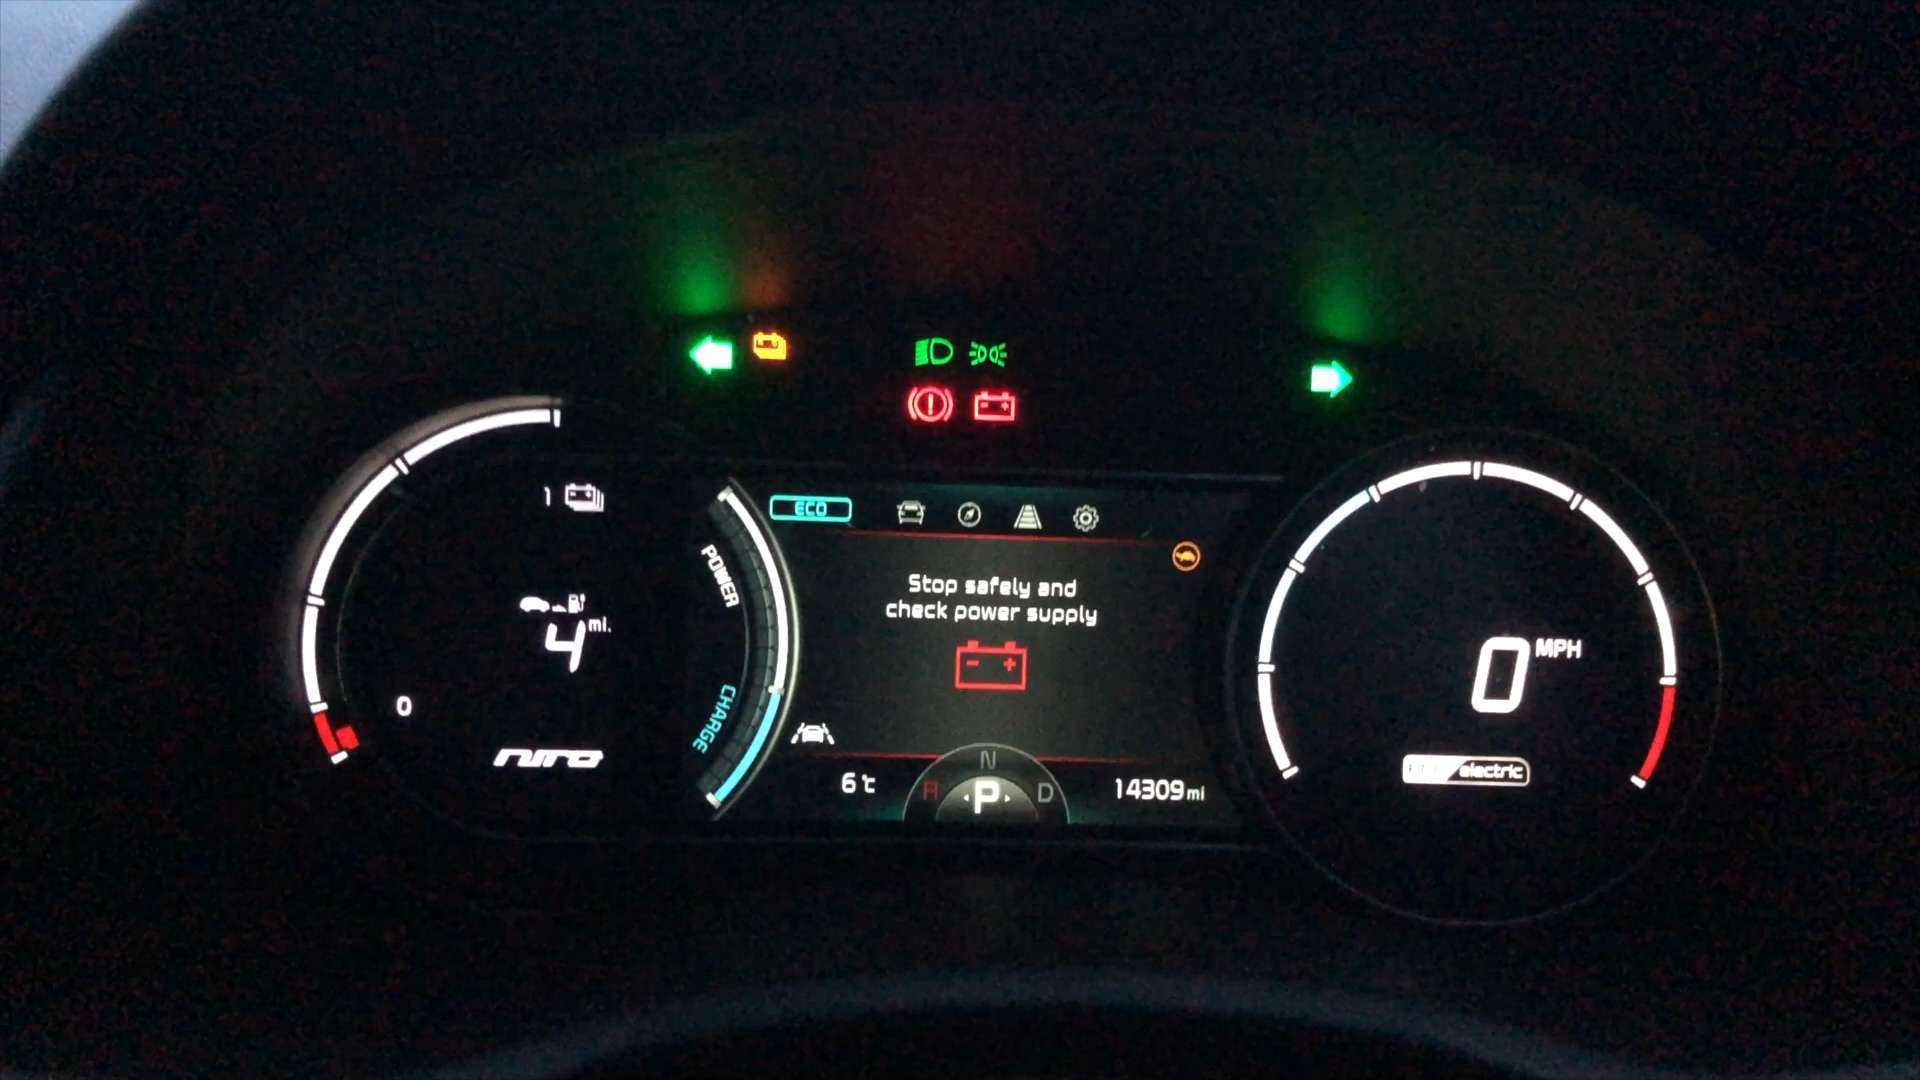 1
4 mi.
0
niro
POWER
CHARGE
ECO
Stop safely and
check power supply
6℃
R N D
P
14309 mi
0 MPH
electric